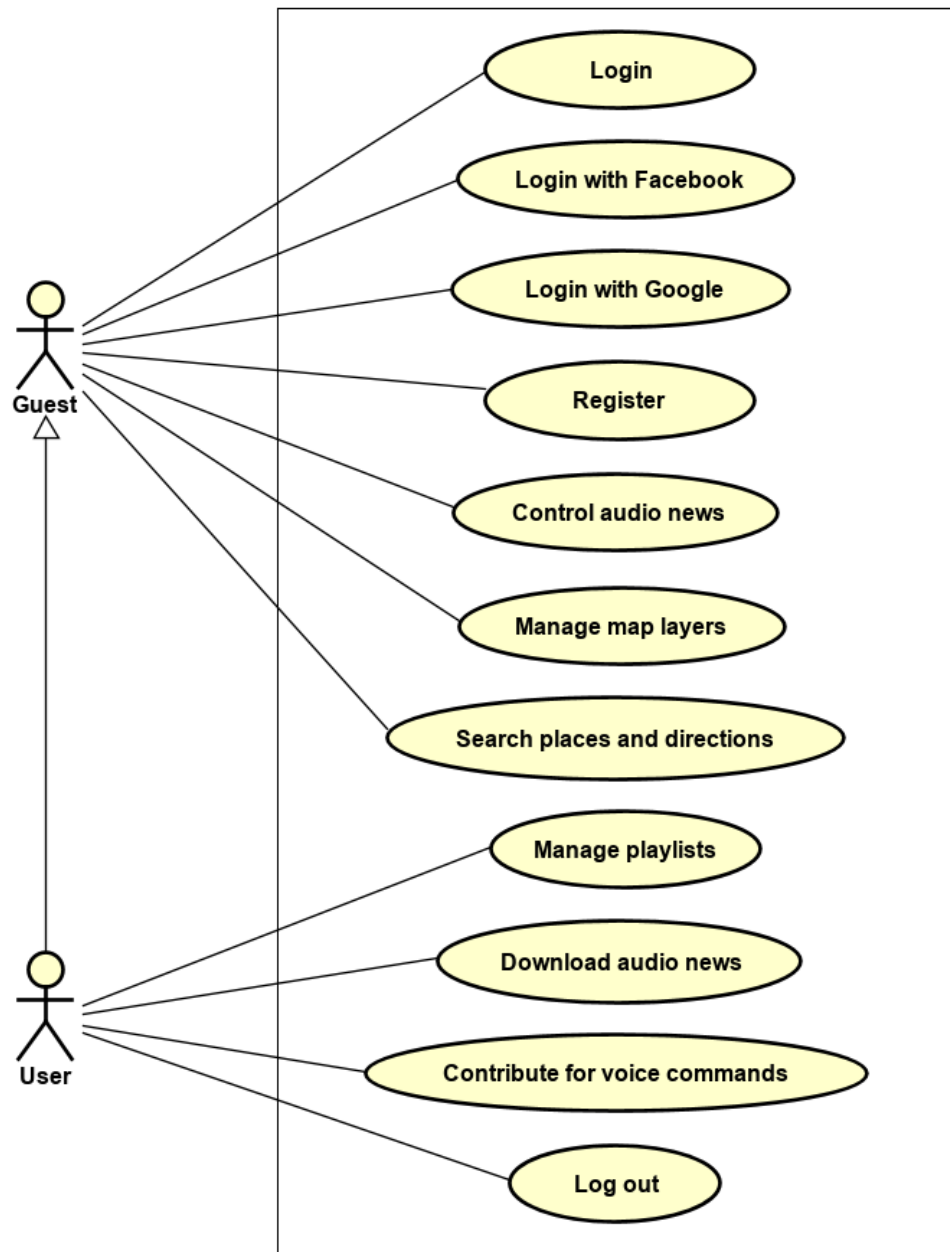 Login
Login with Facebook
Login with Google
Guest
Register
Control audio news
Manage map layers
Search places and directions
Manage playlists
Download audio news
User
Contribute for voice commands
Log out